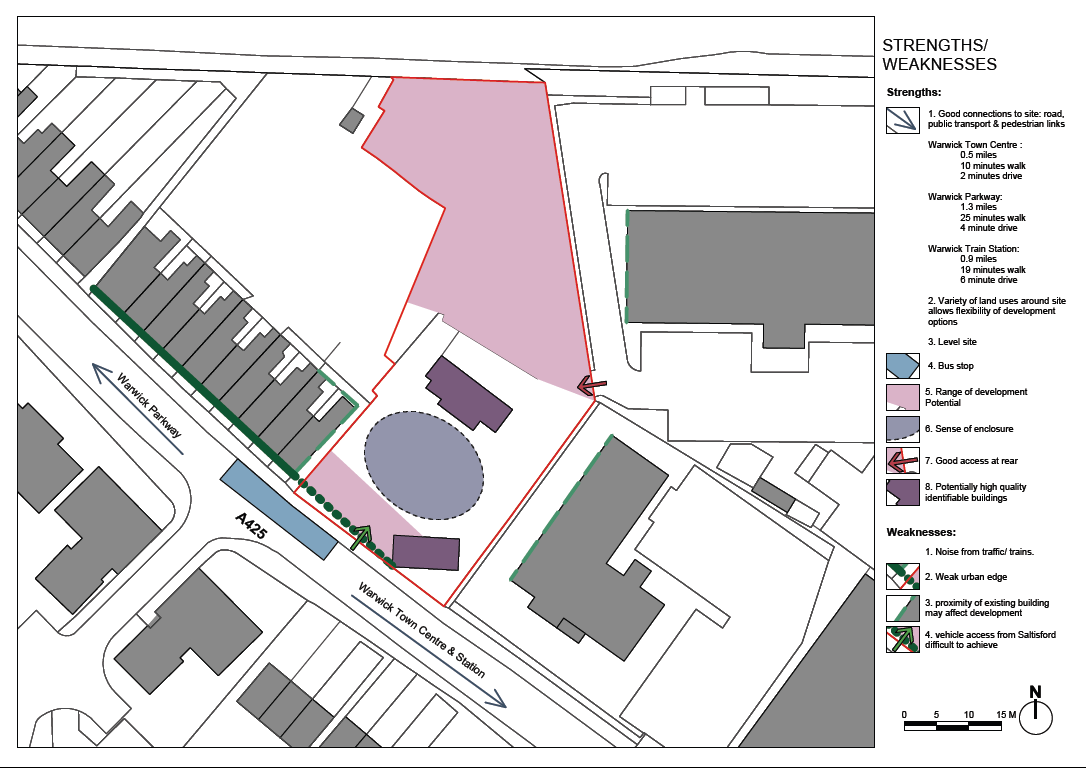 STRENGTHS/
WEAKNESSES
Strengths:
1. Good connections to site: road,
public transport & pedestrian links
Warwick Town Centre :
0.5 miles
10 minutes walk
2 minutes drive
Warwick Parkway:
1.3 miles
25 minutes walk
4 minute drive
Warwick Train Station:
0.9 miles
19 minutes walk
6 minute drive
2. Variety of land uses around site
allows flexibility of development
options
3. Level site
4. Bus stop
5. Range of development
Potential
6. Sense of enclosure
7. Good access at rear
8. Potentially high quality
identifiable buildings
Weaknesses:
1. Noise from traffic/ trains.
2. Weak urban edge
3. proximity of existing building
may affect development
4. vehicle access from Saltisford
difficult to achieve
N
0 5 10 15 M
Warwick Parkway
A425
Warwick Town Centre & Station